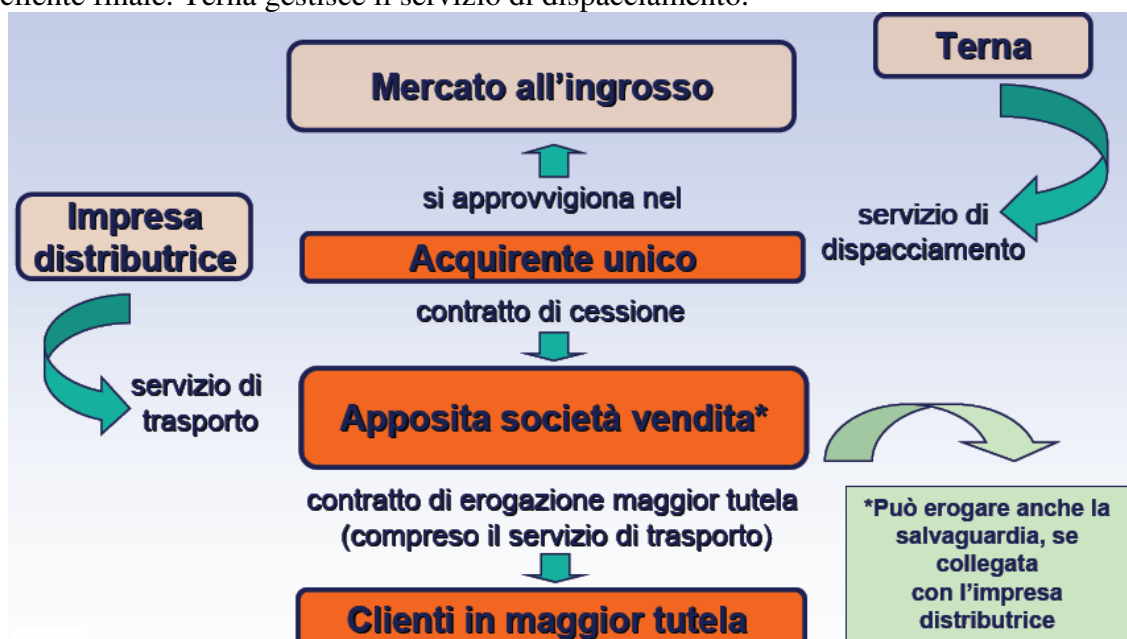 cliente finale. Terna gestisce il servizio di dispacciamento.
Terna
Mercato all'ingrosso
si approvvigiona nel
servizio di
dispacciamento
Impresa
distributrice
Acquirente unico
contratto di cessione
servizio di
trasporto
Apposita società vendita*
contratto di erogazione maggior tutela
(compreso il servizio di trasporto)
*Può erogare anche la
salvaguardia, se
collegata
con l'impresa
distributrice
Clienti in maggior tutela